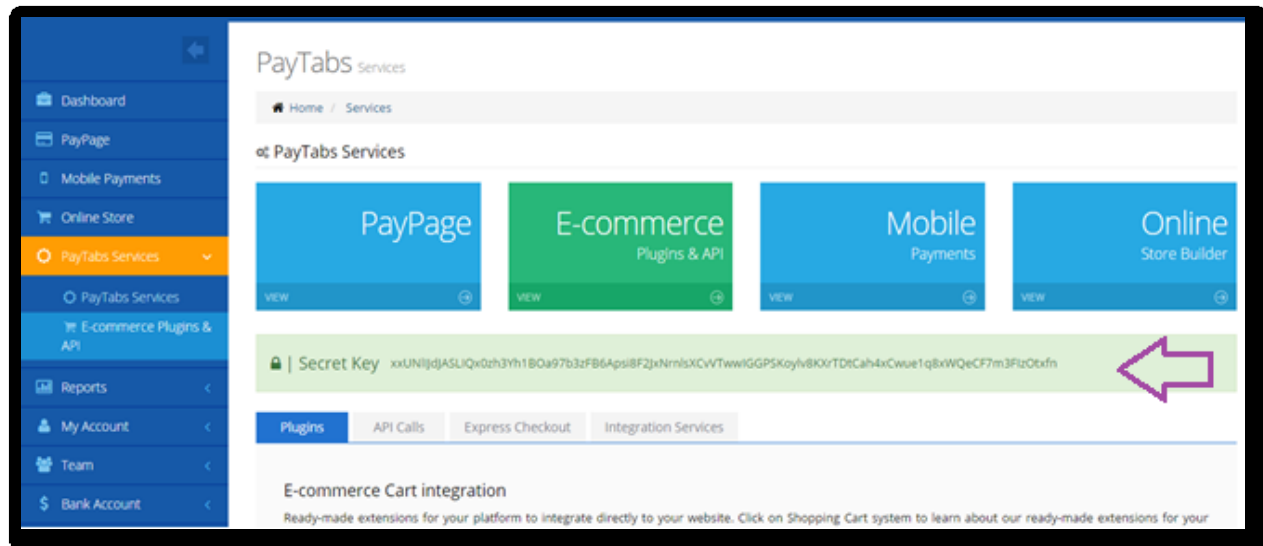 PayTabs Services
Home / Services
PayTabs Services
Dashboard
PayPage
Mobile Payments
Online Store
PayTabs Services
PayTabs Services
E-commerce Plugins &
API
Reports
My Account
Team
$ Bank Account
PayPage
VIEW
E-commerce
Plugins & API
VIEW
Mobile
Payments
VIEW
Online
Store Builder
VIEW
| Secret Key
Plugins API Calls Express Checkout Integration Services
E-commerce Cart integration
Ready-made extensions for your platform to integrate directly to your website. Click on Shopping Cart system to learn about our ready-made extensions for your